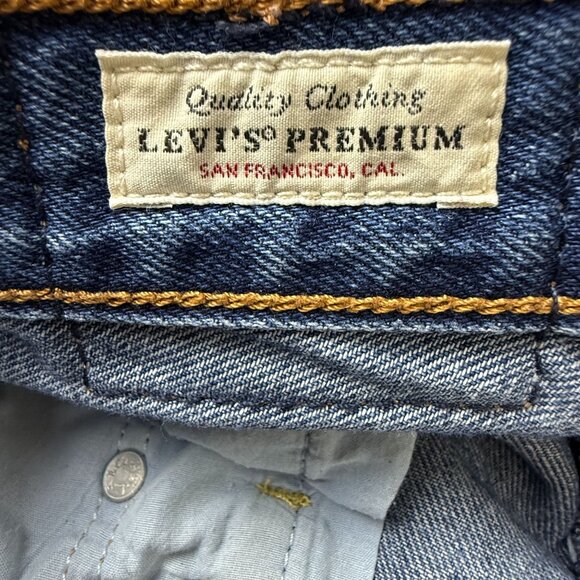 Quality Clothing
LEVI'S® PREMIUM
SAN FRANCISCO, CAL.